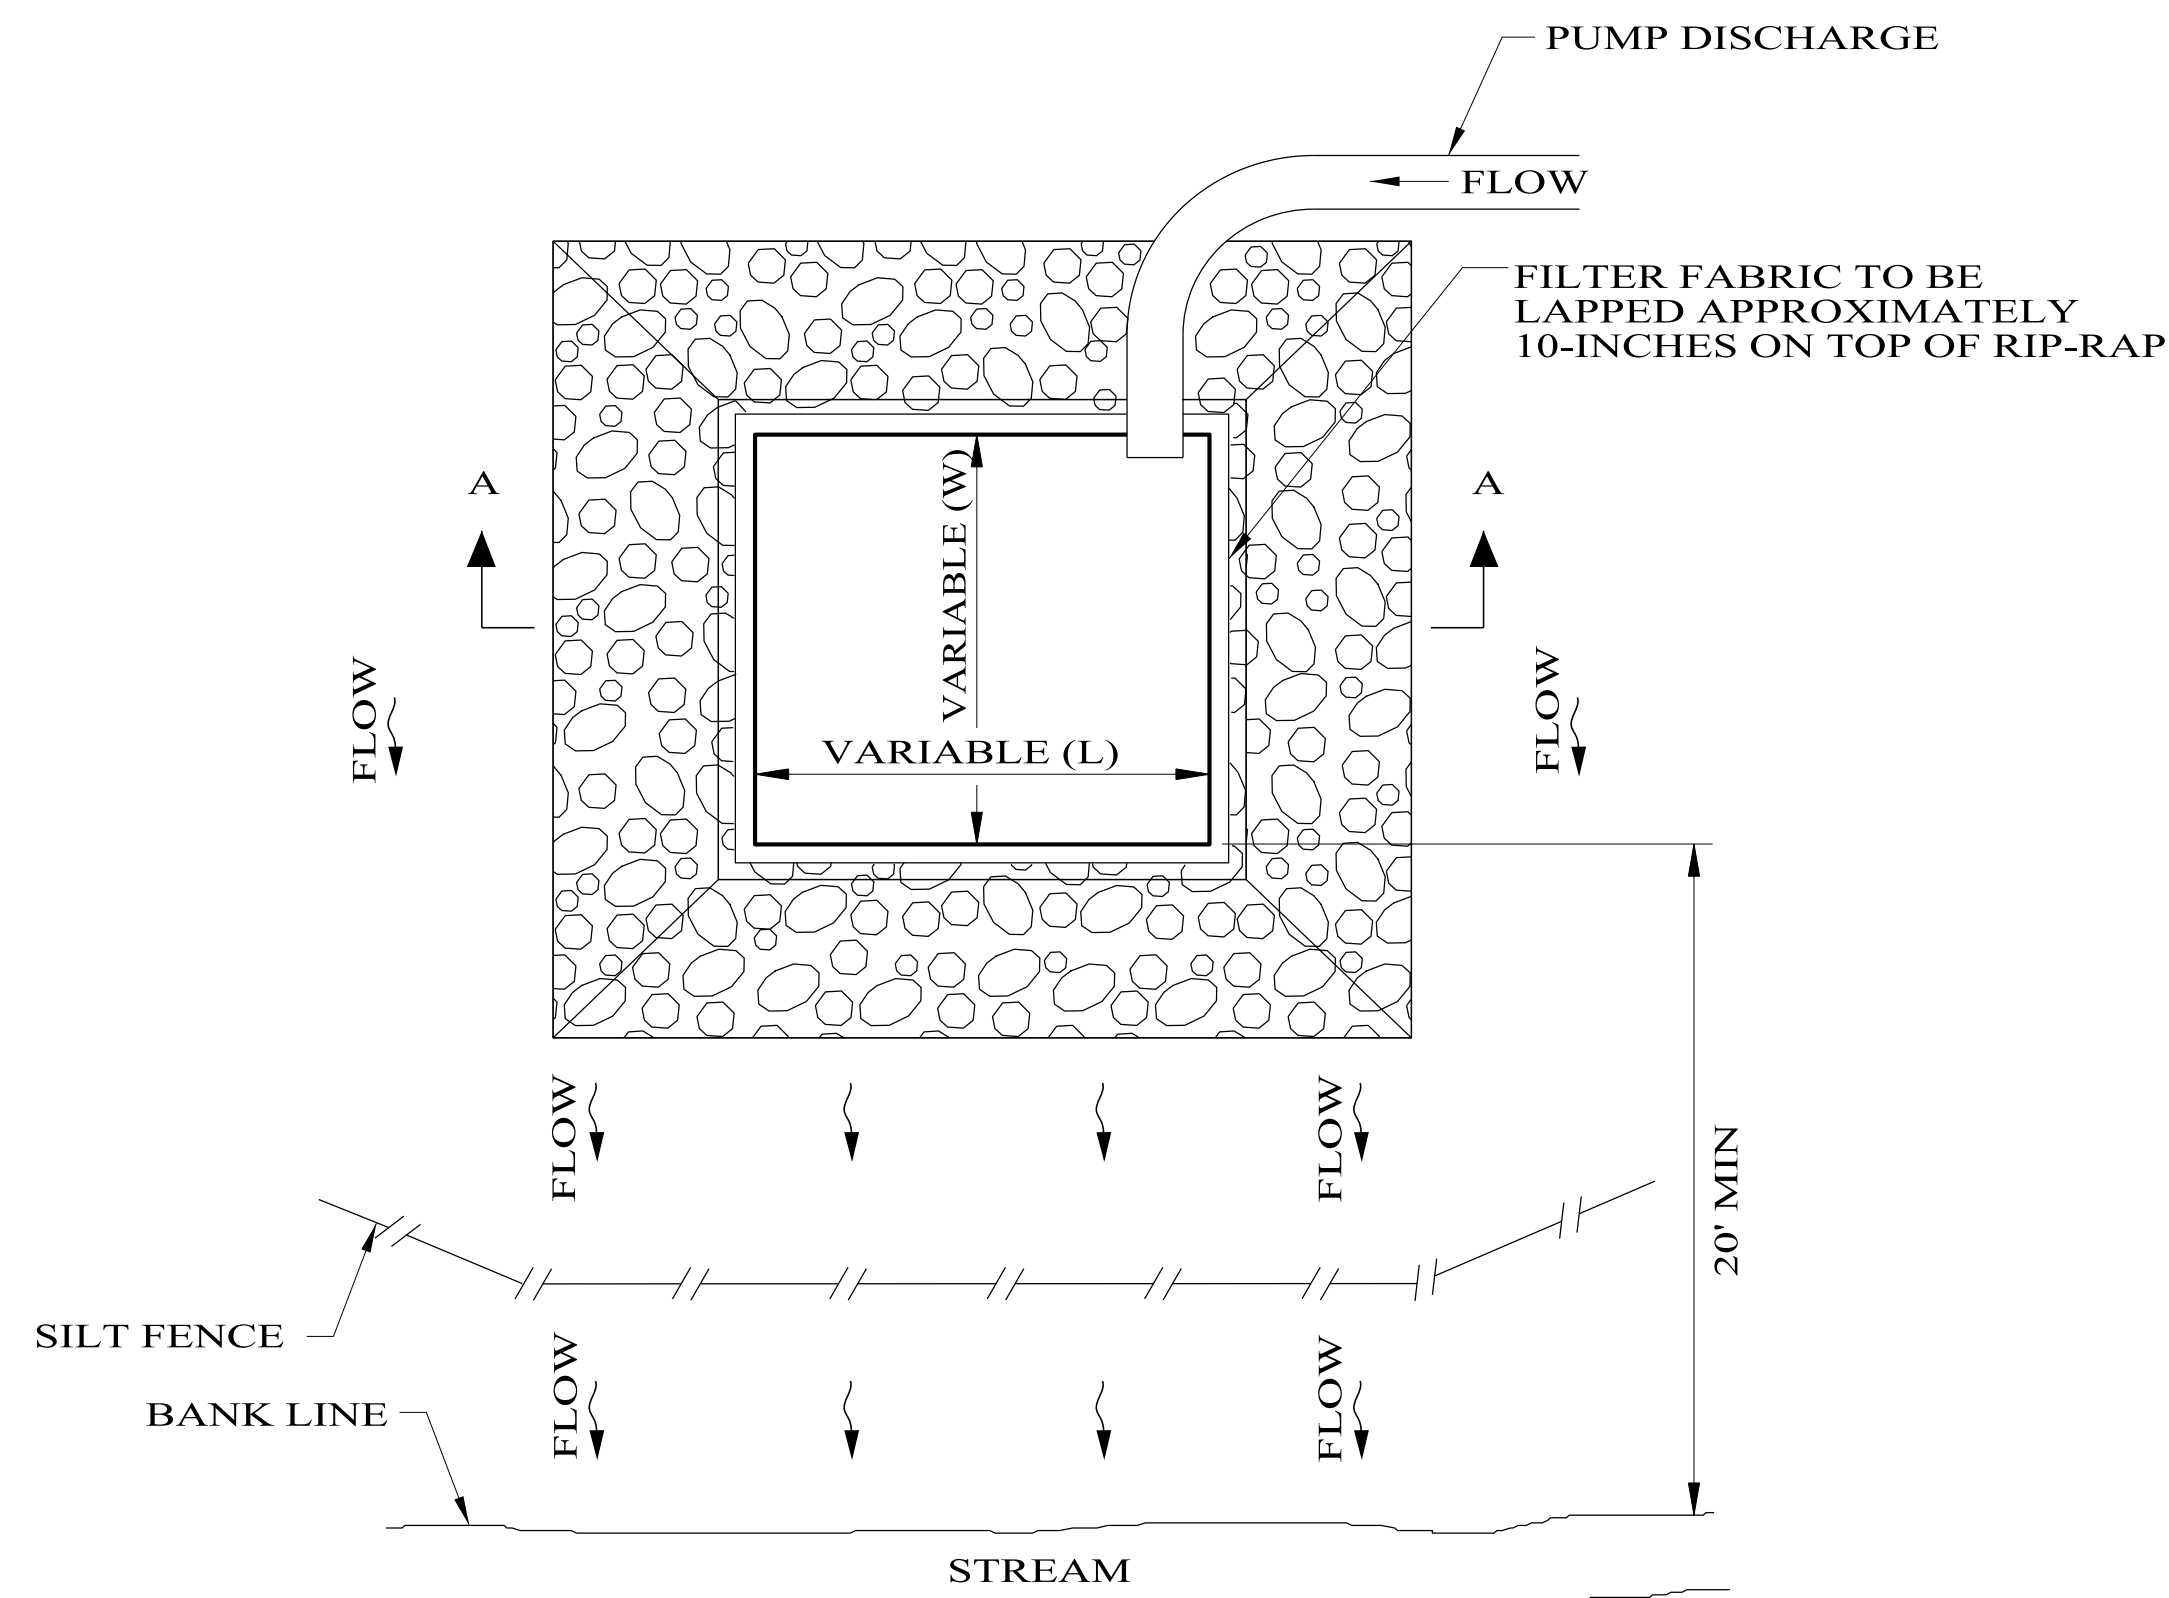 PUMP DISCHARGE
FLOW
FILTER FABRIC TO BE
LAPPED APPROXIMATELY
10-INCHES ON TOP OF RIP-RAP
A
A
VARIABLE (W)
FLOW
FLOW
VARIABLE (L)
FLOW
FLOW
20' MIN
SILT FENCE
FLOW
FLOW
BANK LINE
STREAM